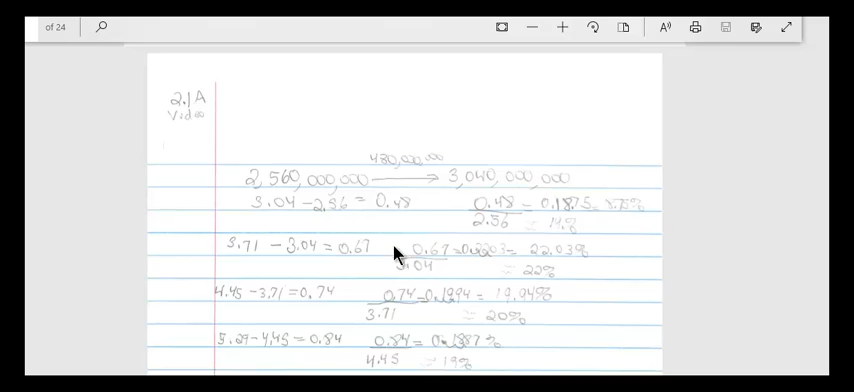 of 24
2.1A
Video
480,000,000
2,560,000,000 → 3,040,000,000
3.04 - 2.56 = 0.48 0.48/2.56 = 0.1875 = 18.75%
≈ 19%
3.71 - 3.04 = 0.67 0.67/3.04 = 0.2203 = 22.03%
≈ 22%
4.45 - 3.71 = 0.74 0.74/3.71 = 0.1994 = 19.94%
≈ 20%
5.29 - 4.45 = 0.84 0.84/4.45 = 0.1887%
≈ 19%